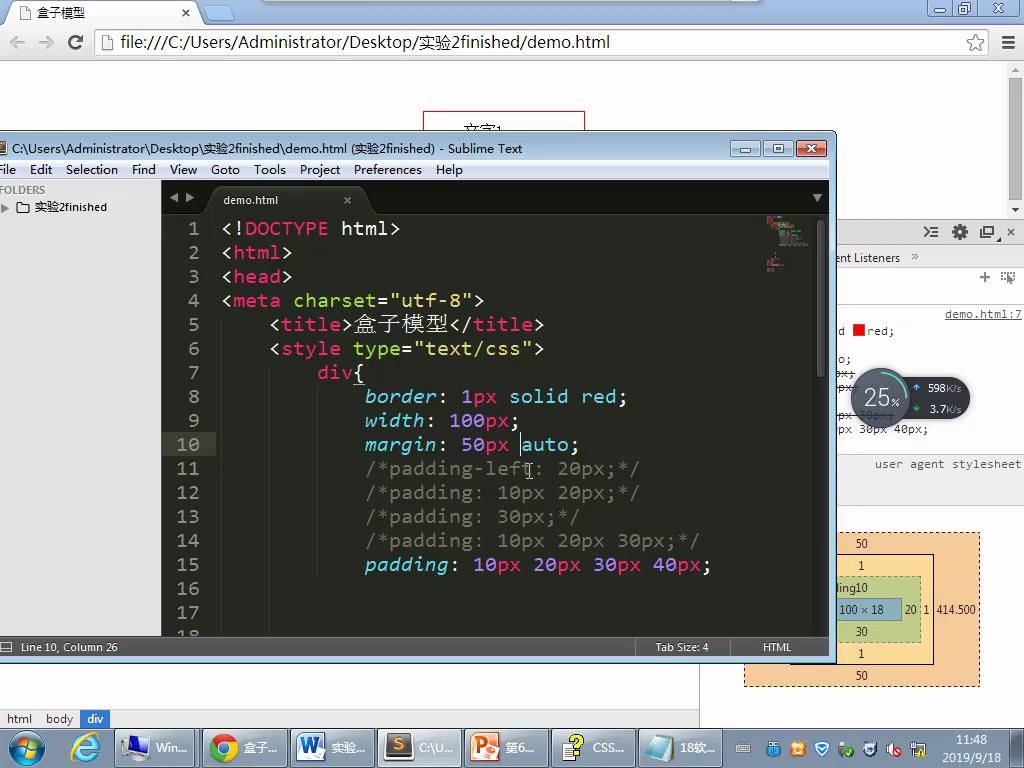 盒子模型
file:///C:/Users/Administrator/Desktop/实验2finished/demo.html
C:\Users\Administrator\Desktop\实验2finished\demo.html (实验2finished) - Sublime Text
File Edit Selection Find View Goto Tools Project Preferences Help
FOLDERS
实验2finished
demo.html
1 <!DOCTYPE html>
2 <html>
3 <head>
4 <meta charset="utf-8">
5 <title>盒子模型</title>
6 <style type="text/css">
7 div{
8 border: 1px solid red;
9 width: 100px;
10 margin: 50px auto;
11 /*padding-left: 20px;*/
12 /*padding: 10px 20px;*/
13 /*padding: 30px;*/
14 /*padding: 10px 20px 30px;*/
15 padding: 10px 20px 30px 40px;
16
17
18
Line 10, Column 26 Tab Size: 4 HTML
ent Listeners »
demo.html:7
d red;
o;
px 30px 40px;
25% 598K/s
3.7K/s
user agent stylesheet
50
1
ding10
100 × 18 20 1 414.500
30
1
50
html body div
Win... 盒子... 实验... C:\U... 第6... CSS... 18软...
11:48
2019/9/18